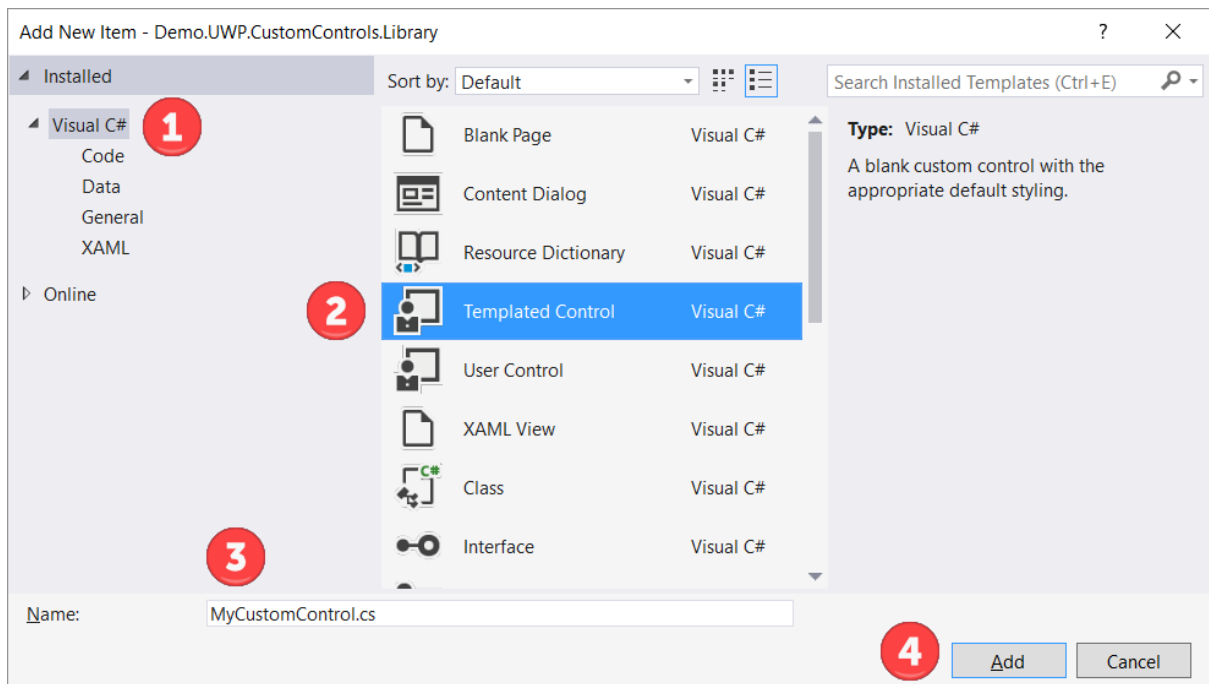 Add New Item - Demo.UWP.CustomControls.Library
?
Installed
Sort by: Default
Search Installed Templates (Ctrl+E)
Visual C#
1
Code
Data
General
XAML
Online
Blank Page Visual C#
Content Dialog Visual C#
Resource Dictionary Visual C#
2
Templated Control Visual C#
User Control Visual C#
XAML View Visual C#
C#
Class Visual C#
Interface Visual C#
Type: Visual C#
A blank custom control with the
appropriate default styling.
3
Name: MyCustomControl.cs
4
Add Cancel